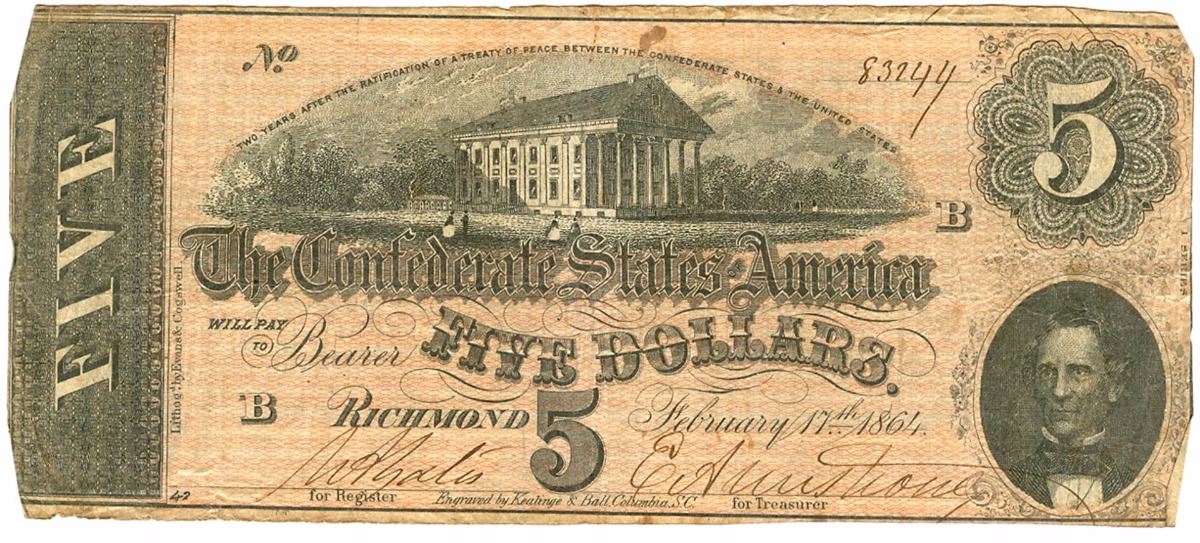 No
83244
TWO YEARS AFTER THE RATIFICATION OF A TREATY OF PEACE BETWEEN THE CONFEDERATE STATES & THE UNITED STATES
5
FIVE
B
The Confederate States America
Lithog'd by Evans & Cogswell
WILL PAY
TO Bearer FIVE DOLLARS.
B
RICHMOND 5 February 17th 1864.
42
for Register
Engraved by Keatinge & Ball, Columbia, S.C.
for Treasurer